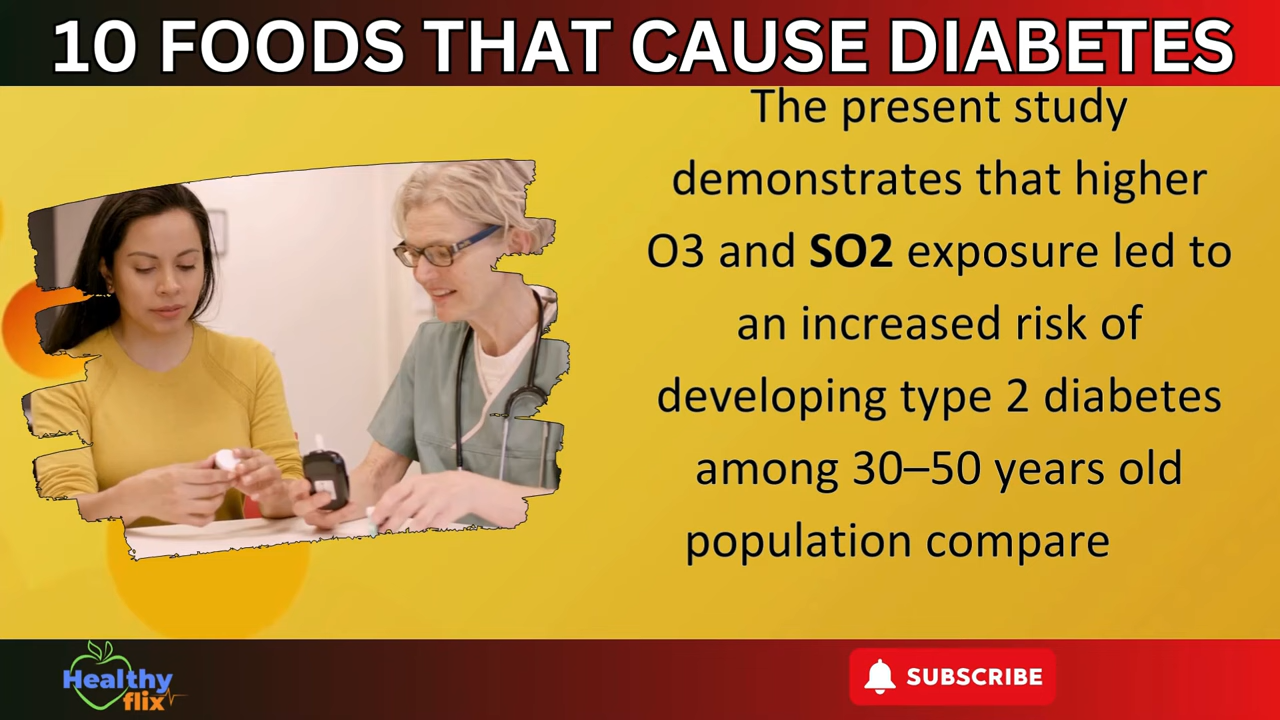 10 FOODS THAT CAUSE DIABETES
The present study
demonstrates that higher
O3 and SO2 exposure led to
an increased risk of
developing type 2 diabetes
among 30–50 years old
population compare
Healthy
flix
SUBSCRIBE